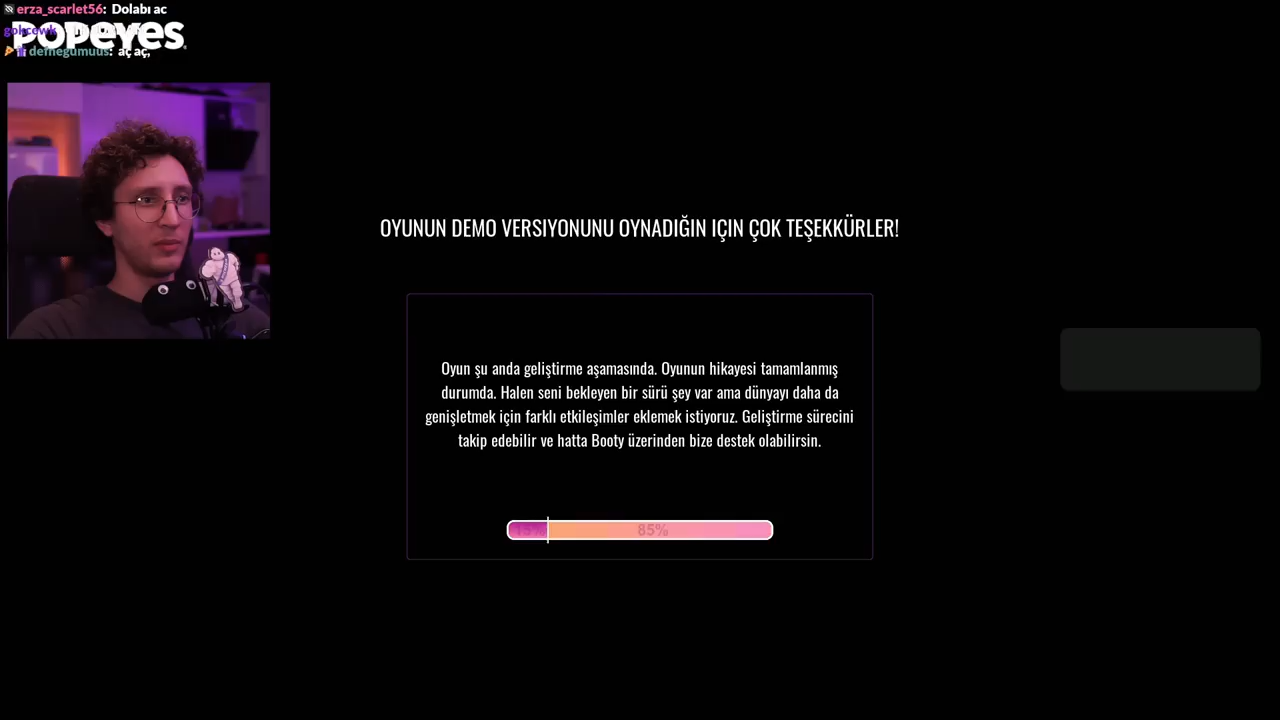 erza_scarlet56: Dolabı ac
POPEYES
defnegumuus: aç aç,
OYUNUN DEMO VERSIYONUNU OYNADIĞIN IÇIN ÇOK TEŞEKKÜRLER!
Oyun şu anda geliştirme aşamasında. Oyunun hikayesi tamamlanmış
durumda. Halen seni bekleyen bir sürü şey var ama dünyayı daha da
genişletmek için farklı etkileşimler eklemek istiyoruz. Geliştirme sürecini
takip edebilir ve hatta Booty üzerinden bize destek olabilirsin.
15% 85%